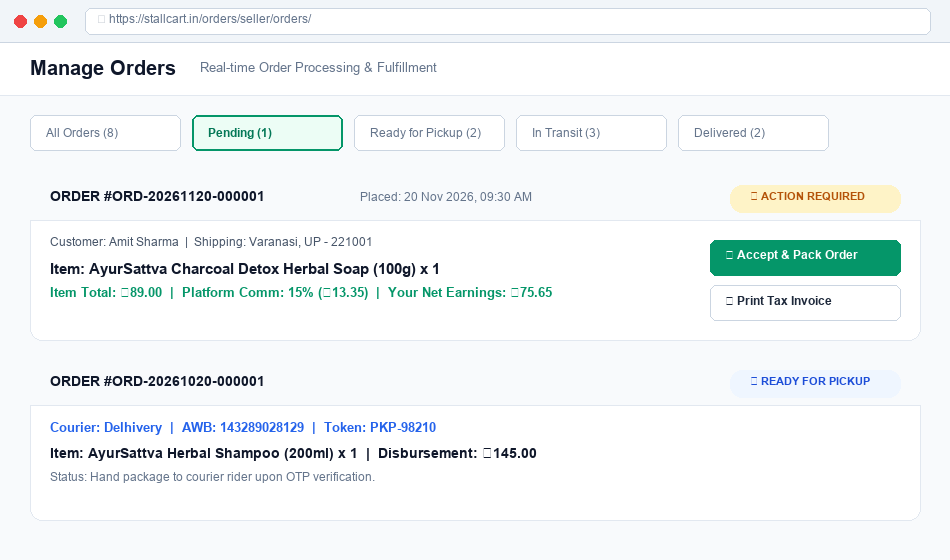 https://stallcart.in/orders/seller/orders/
Manage Orders Real-time Order Processing & Fulfillment
All Orders (8) Pending (1) Ready for Pickup (2) In Transit (3) Delivered (2)
ORDER #ORD-20261120-000001 Placed: 20 Nov 2026, 09:30 AM □ ACTION REQUIRED
Customer: Amit Sharma | Shipping: Varanasi, UP - 221001
Item: AyurSattva Charcoal Detox Herbal Soap (100g) x 1
Item Total: □89.00 | Platform Comm: 15% (□13.35) | Your Net Earnings: □75.65
□ Accept & Pack Order
□ Print Tax Invoice
ORDER #ORD-20261020-000001 □ READY FOR PICKUP
Courier: Delhivery | AWB: 143289028129 | Token: PKP-98210
Item: AyurSattva Herbal Shampoo (200ml) x 1 | Disbursement: □145.00
Status: Hand package to courier rider upon OTP verification.